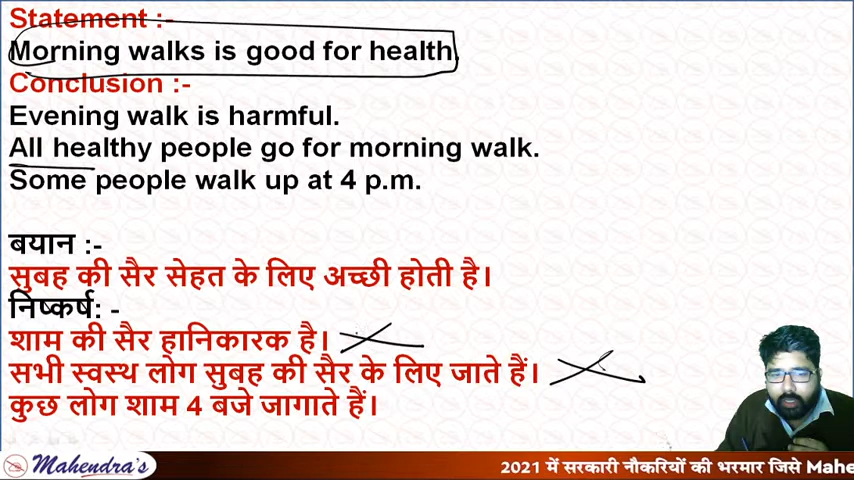 Statement :-
Morning walks is good for health.
Conclusion :-
Evening walk is harmful.
All healthy people go for morning walk.
Some people walk up at 4 p.m.
बयान :-
सुबह की सैर सेहत के लिए अच्छी होती है।
निष्कर्ष: -
शाम की सैर हानिकारक है।
सभी स्वस्थ लोग सुबह की सैर के लिए जाते हैं।
कुछ लोग शाम 4 बजे जागाते हैं।
Mahendra's
2021 में सरकारी नौकरियों की भरमार जिसे Mahe